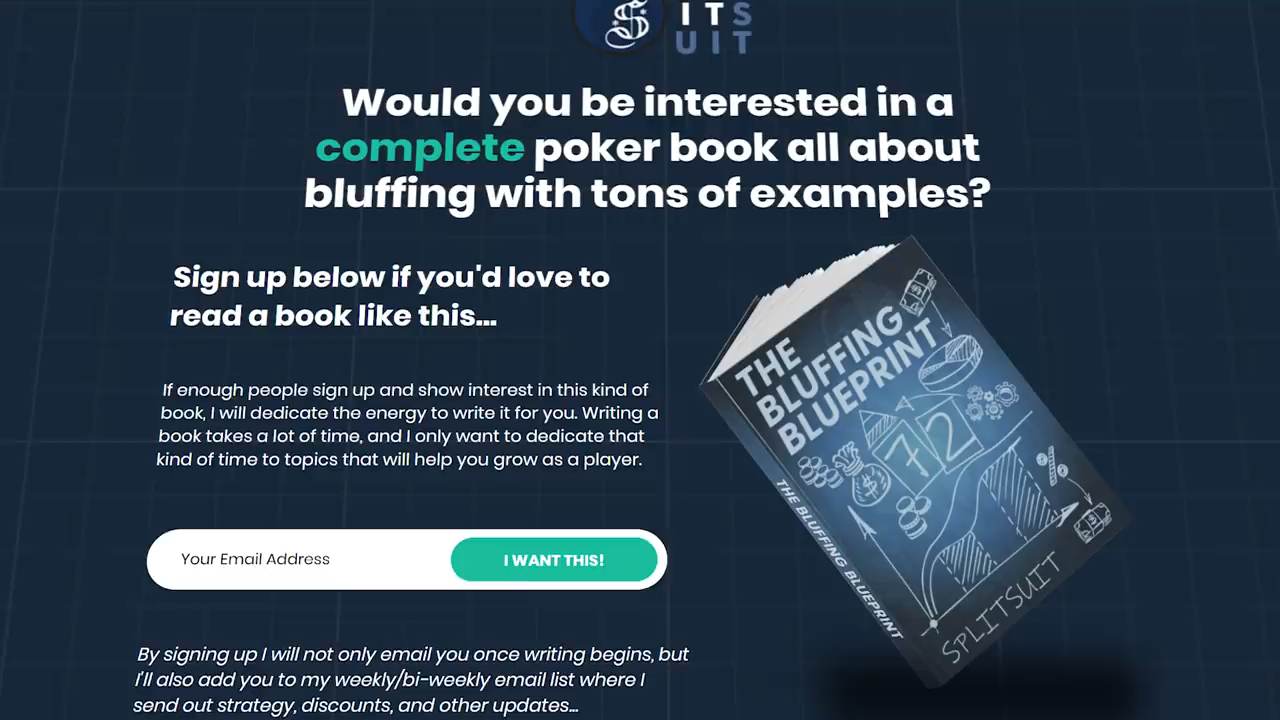 ITS
UIT
Would you be interested in a
complete poker book all about
bluffing with tons of examples?
Sign up below if you'd love to
read a book like this...
If enough people sign up and show interest in this kind of
book, I will dedicate the energy to write it for you. Writing a
book takes a lot of time, and I only want to dedicate that
kind of time to topics that will help you grow as a player.
Your Email Address
I WANT THIS!
By signing up I will not only email you once writing begins, but
I'll also add you to my weekly/bi-weekly email list where I
send out strategy, discounts, and other updates...
THE
BLUFFING
BLUEPRINT
72
THE BLUFFING BLUEPRINT
SPLITSUIT